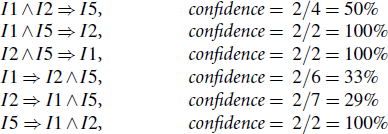 I1 ∧ I2 ⇒ I5, confidence = 2/4 = 50%
I1 ∧ I5 ⇒ I2, confidence = 2/2 = 100%
I2 ∧ I5 ⇒ I1, confidence = 2/2 = 100%
I1 ⇒ I2 ∧ I5, confidence = 2/6 = 33%
I2 ⇒ I1 ∧ I5, confidence = 2/7 = 29%
I5 ⇒ I1 ∧ I2, confidence = 2/2 = 100%